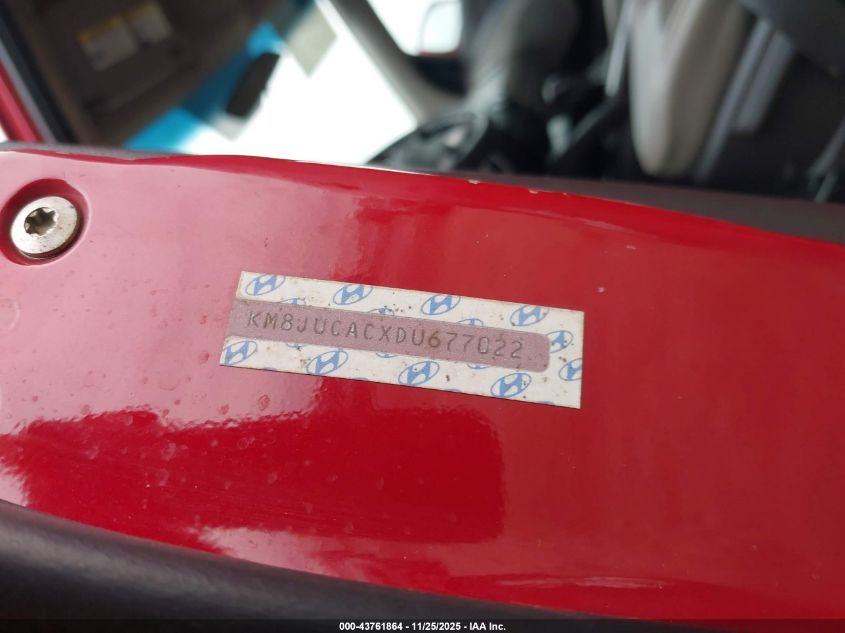 KM8JUCACXDU677022
000-43761864 - 11/25/2025 - IAA Inc.